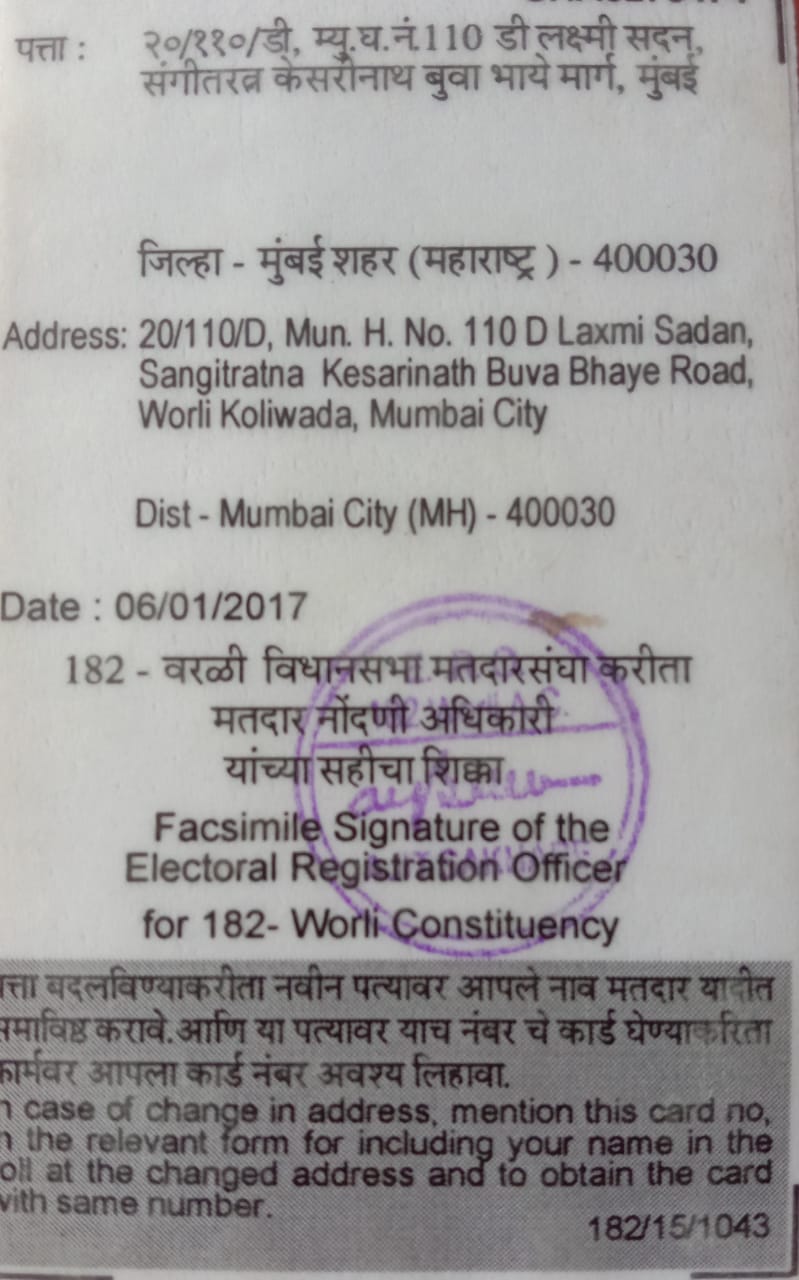 पत्ता : २०/११०/डी, म्यु.घ.नं.110 डी लक्ष्मी सदन,
संगीतरत्न केसरीनाथ बुवा भाये मार्ग, मुंबई
जिल्हा - मुंबई शहर (महाराष्ट्र ) - 400030
Address: 20/110/D, Mun. H. No. 110 D Laxmi Sadan,
Sangitratna Kesarinath Buva Bhaye Road,
Worli Koliwada, Mumbai City
Dist - Mumbai City (MH) - 400030
Date : 06/01/2017
182 - वरळी विधानसभा मतदारसंघा करीता
मतदार नोंदणी अधिकारी
यांच्या सहीचा शिक्का
Facsimile Signature of the
Electoral Registration Officer
for 182- Worli Constituency
त्ता बदलविण्याकरीता नवीन पत्यावर आपले नाव मतदार यादीत
समाविष्ट करावे.आणि या पत्यावर याच नंबर चे कार्ड घेण्याकरिता
फार्मवर आपला कार्ड नंबर अवश्य लिहावा.
n case of change in address, mention this card no,
n the relevant form for including your name in the
oll at the changed address and to obtain the card
with same number.
182/15/1043